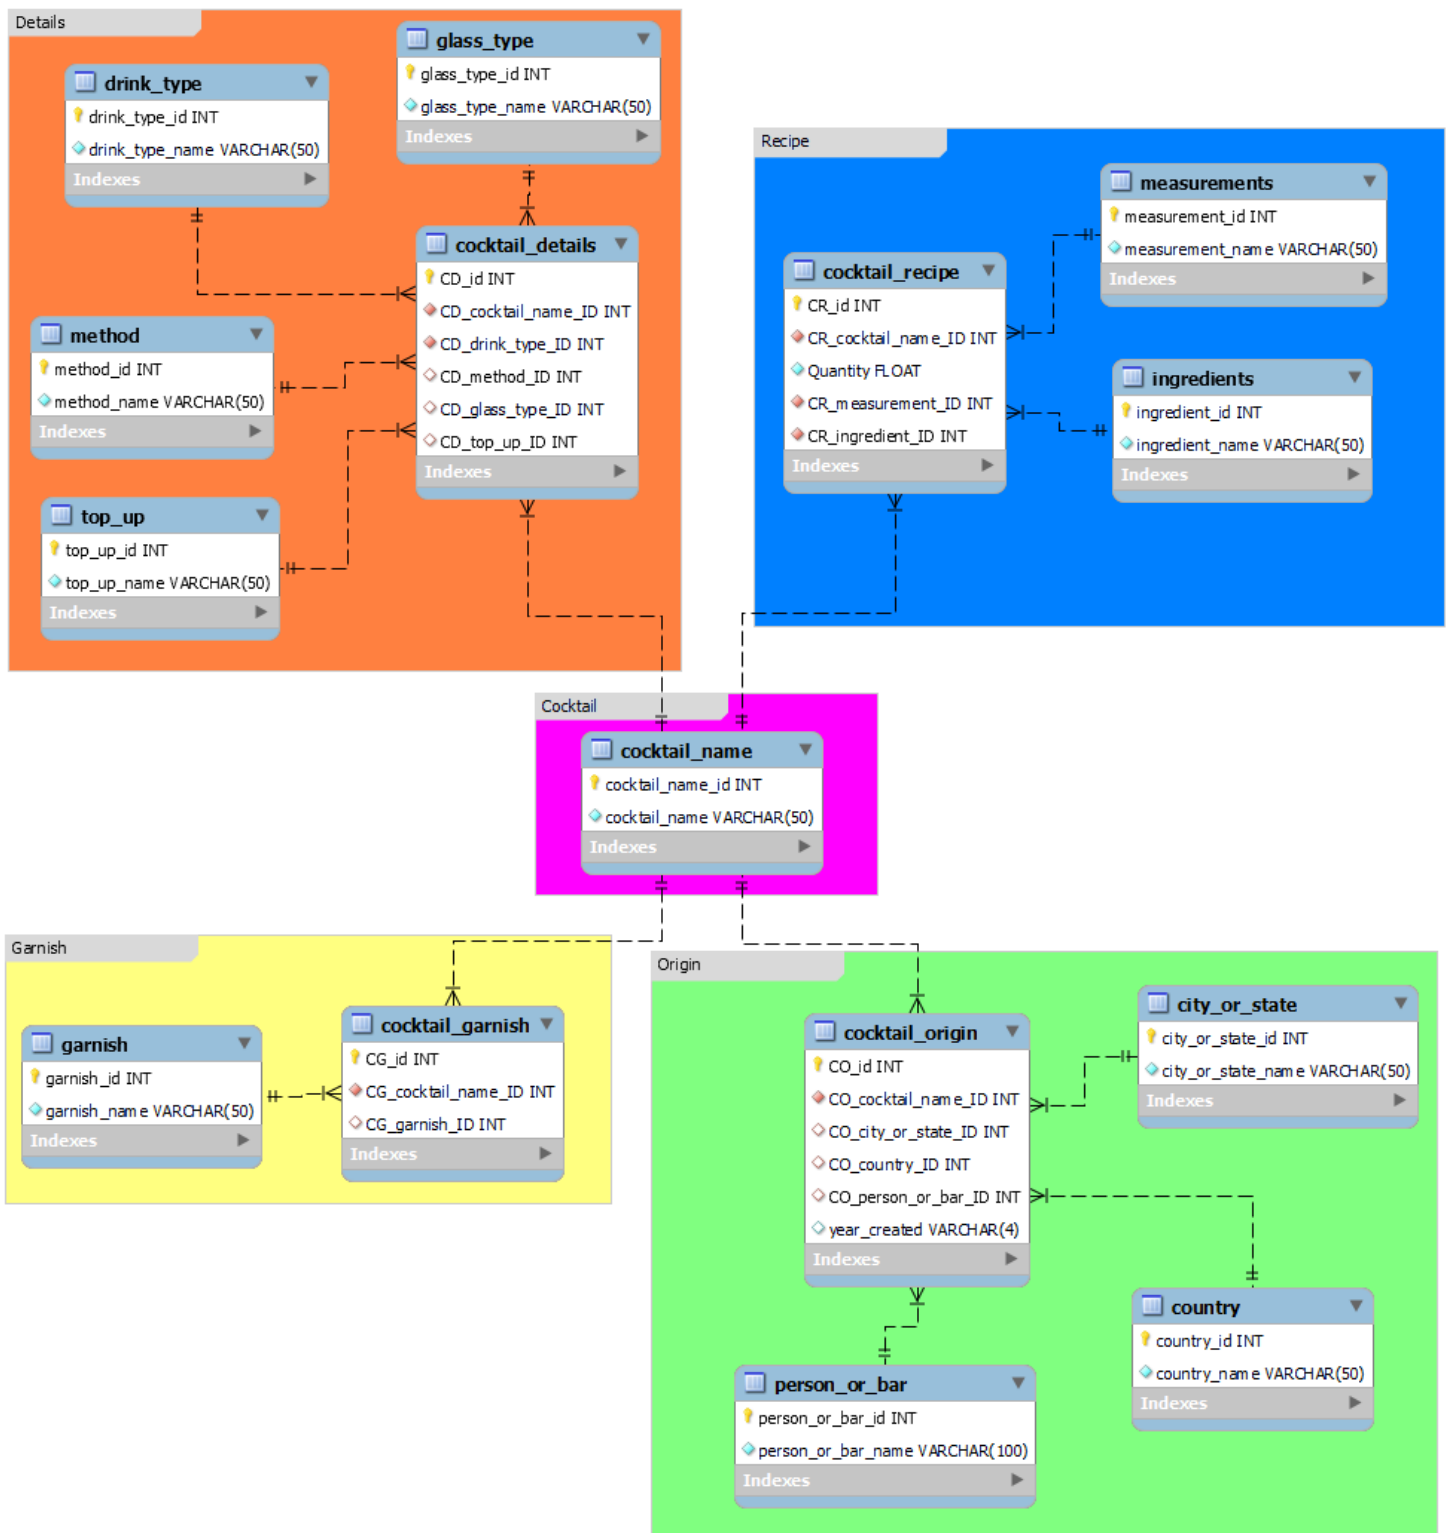 Details
glass_type
glass_type_id INT
glass_type_name VARCHAR(50)
Indexes
drink_type
drink_type_id INT
drink_type_name VARCHAR(50)
Indexes
cocktail_details
CD_id INT
CD_cocktail_name_ID INT
CD_drink_type_ID INT
CD_method_ID INT
CD_glass_type_ID INT
CD_top_up_ID INT
Indexes
method
method_id INT
method_name VARCHAR(50)
Indexes
top_up
top_up_id INT
top_up_name VARCHAR(50)
Indexes
Recipe
measurements
measurement_id INT
measurement_name VARCHAR(50)
Indexes
cocktail_recipe
CR_id INT
CR_cocktail_name_ID INT
Quantity FLOAT
CR_measurement_ID INT
CR_ingredient_ID INT
Indexes
ingredients
ingredient_id INT
ingredient_name VARCHAR(50)
Indexes
Cocktail
cocktail_name
cocktail_name_id INT
cocktail_name VARCHAR(50)
Indexes
Garnish
garnish
garnish_id INT
garnish_name VARCHAR(50)
Indexes
cocktail_garnish
CG_id INT
CG_cocktail_name_ID INT
CG_garnish_ID INT
Indexes
Origin
cocktail_origin
CO_id INT
CO_cocktail_name_ID INT
CO_city_or_state_ID INT
CO_country_ID INT
CO_person_or_bar_ID INT
year_created VARCHAR(4)
Indexes
city_or_state
city_or_state_id INT
city_or_state_name VARCHAR(50)
Indexes
country
country_id INT
country_name VARCHAR(50)
Indexes
person_or_bar
person_or_bar_id INT
person_or_bar_name VARCHAR(100)
Indexes